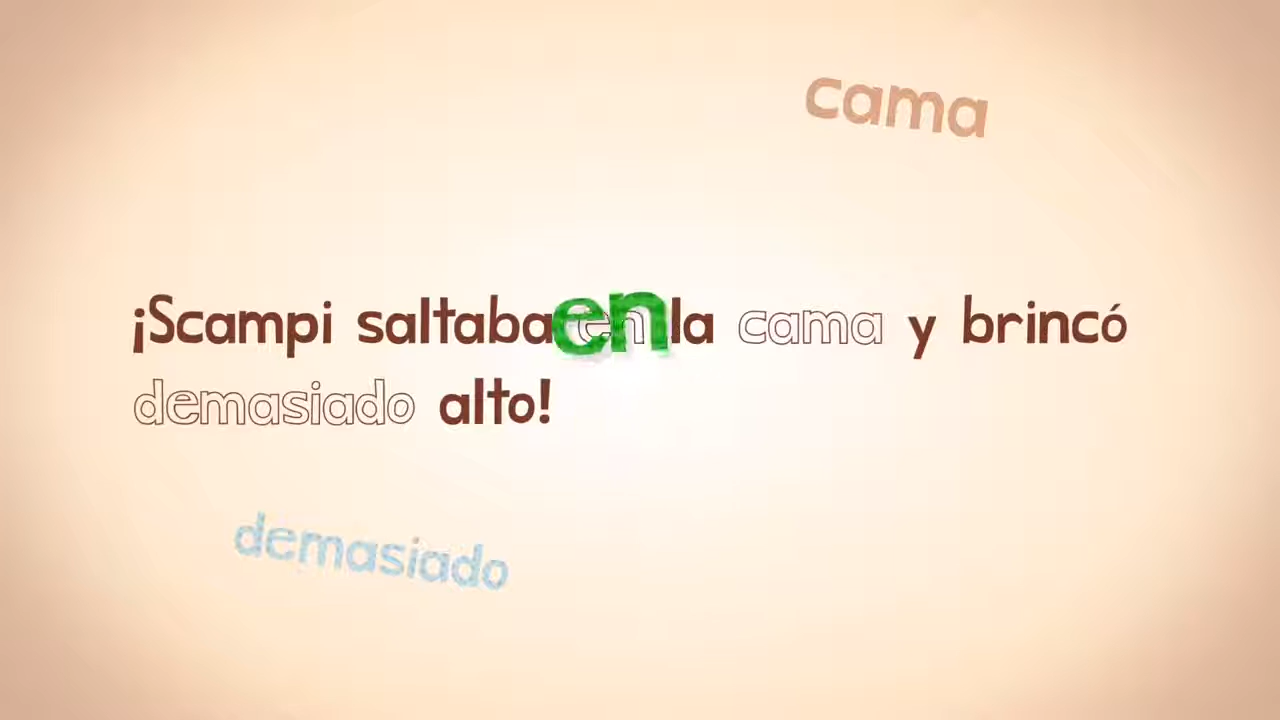 cama
¡Scampi saltaba en la cama y brincó
demasiado alto!
demasiado